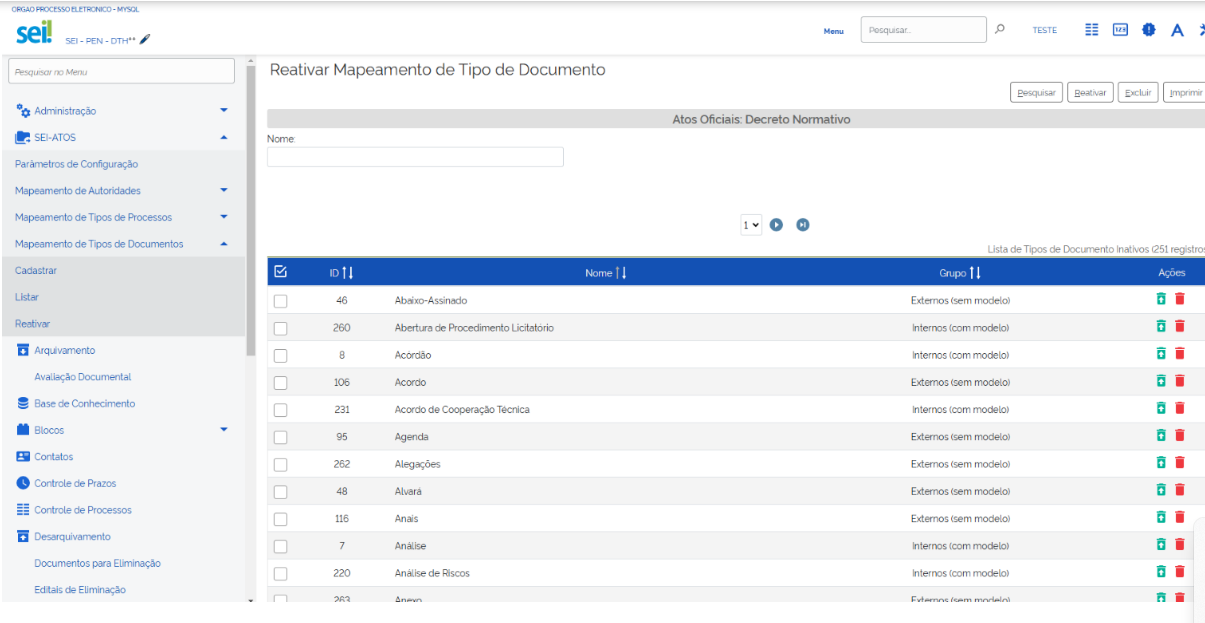 ORGAO PROCESSO ELETRONICO - MYSQL
sei!
SEI - PEN - DTH**
Menu
Pesquisar...
TESTE
123
A
Pesquisar no Menu
Administração
SEI-ATOS
Parâmetros de Configuração
Mapeamento de Autoridades
Mapeamento de Tipos de Processos
Mapeamento de Tipos de Documentos
Cadastrar
Listar
Reativar
Arquivamento
Avaliação Documental
Base de Conhecimento
Blocos
Contatos
Controle de Prazos
Controle de Processos
Desarquivamento
Documentos para Eliminação
Editais de Eliminação
Reativar Mapeamento de Tipo de Documento
Pesquisar Reativar Excluir Imprimir
Atos Oficiais: Decreto Normativo
Nome:
1
Lista de Tipos de Documento Inativos (251 registros
ID Nome Grupo Ações
46 Abaixo-Assinado Externos (sem modelo)
260 Abertura de Procedimento Licitatório Internos (com modelo)
8 Acórdão Internos (com modelo)
106 Acordo Externos (sem modelo)
231 Acordo de Cooperação Técnica Internos (com modelo)
95 Agenda Externos (sem modelo)
262 Alegações Externos (sem modelo)
48 Alvará Externos (sem modelo)
116 Anais Externos (sem modelo)
7 Análise Internos (com modelo)
220 Análise de Riscos Internos (com modelo)
263 Anexo Externos (sem modelo)